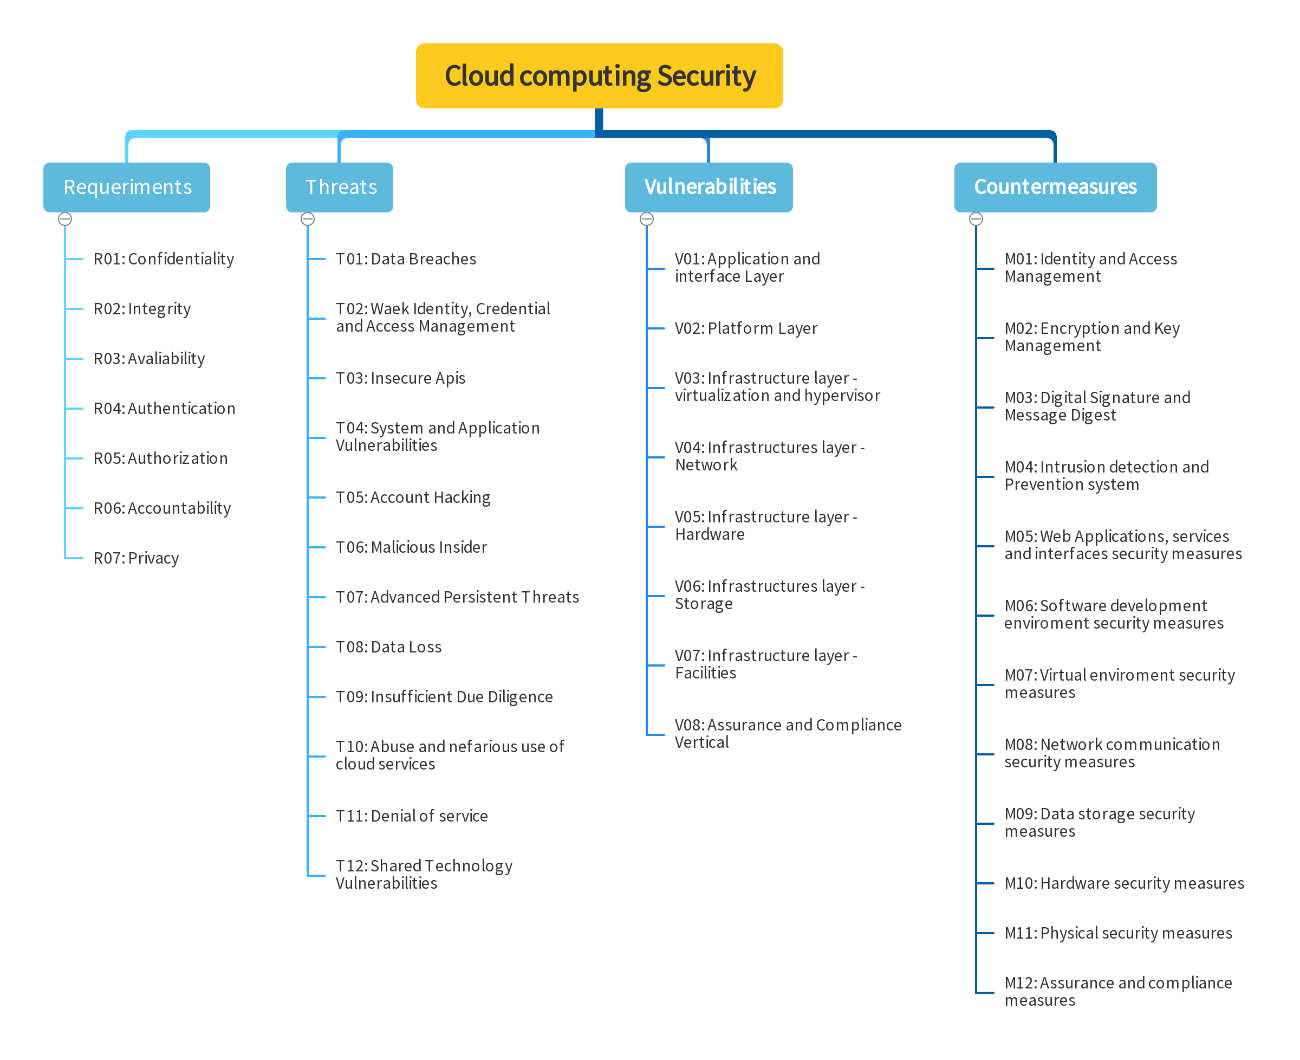 Cloud computing Security
Requeriments
R01: Confidentiality
R02: Integrity
R03: Avaliability
R04: Authentication
R05: Authorization
R06: Accountability
R07: Privacy
Threats
T01: Data Breaches
T02: Waek Identity, Credential
and Access Management
T03: Insecure Apis
T04: System and Application
Vulnerabilities
T05: Account Hacking
T06: Malicious Insider
T07: Advanced Persistent Threats
T08: Data Loss
T09: Insufficient Due Diligence
T10: Abuse and nefarious use of
cloud services
T11: Denial of service
T12: Shared Technology
Vulnerabilities
Vulnerabilities
V01: Application and
interface Layer
V02: Platform Layer
V03: Infrastructure layer -
virtualization and hypervisor
V04: Infrastructures layer -
Network
V05: Infrastructure layer -
Hardware
V06: Infrastructures layer -
Storage
V07: Infrastructure layer -
Facilities
V08: Assurance and Compliance
Vertical
Countermeasures
M01: Identity and Access
Management
M02: Encryption and Key
Management
M03: Digital Signature and
Message Digest
M04: Intrusion detection and
Prevention system
M05: Web Applications, services
and interfaces security measures
M06: Software development
enviroment security measures
M07: Virtual enviroment security
measures
M08: Network communication
security measures
M09: Data storage security
measures
M10: Hardware security measures
M11: Physical security measures
M12: Assurance and compliance
measures